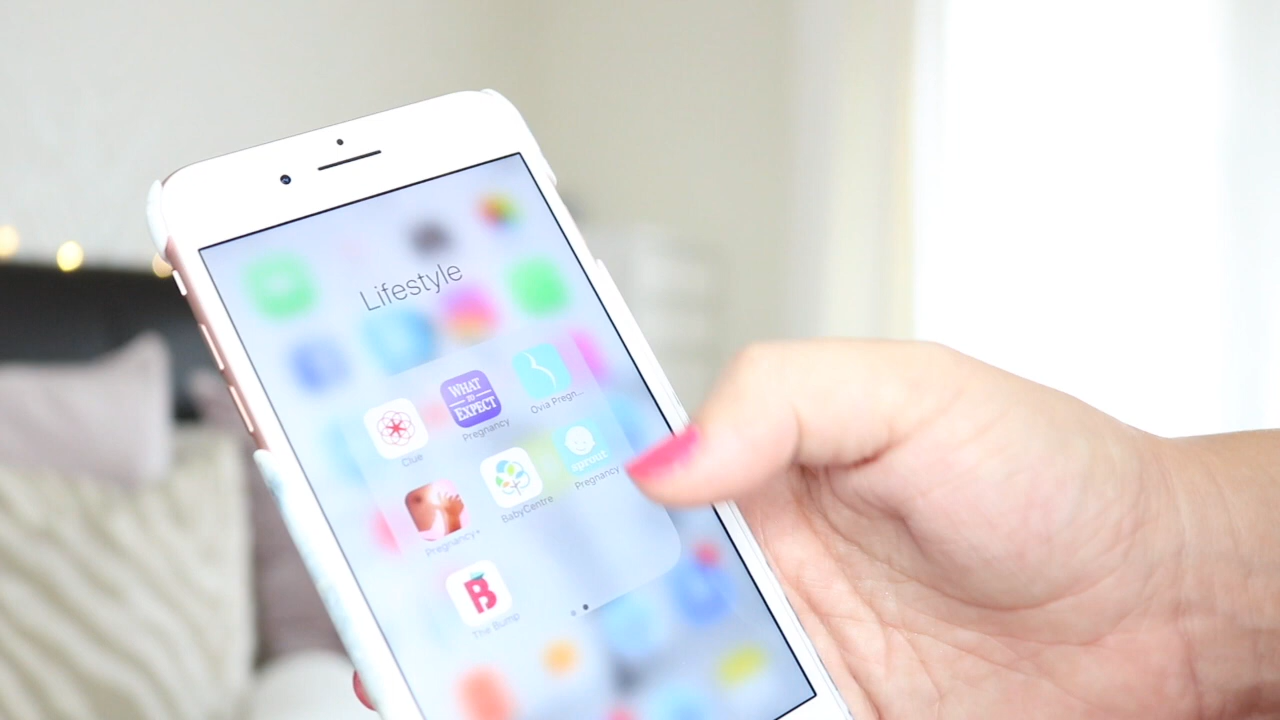 Lifestyle
Clue
WHAT
TO
EXPECT
Pregnancy
Ovia Pregn...
Pregnancy+
BabyCentre
sprout
Pregnancy
B
The Bump